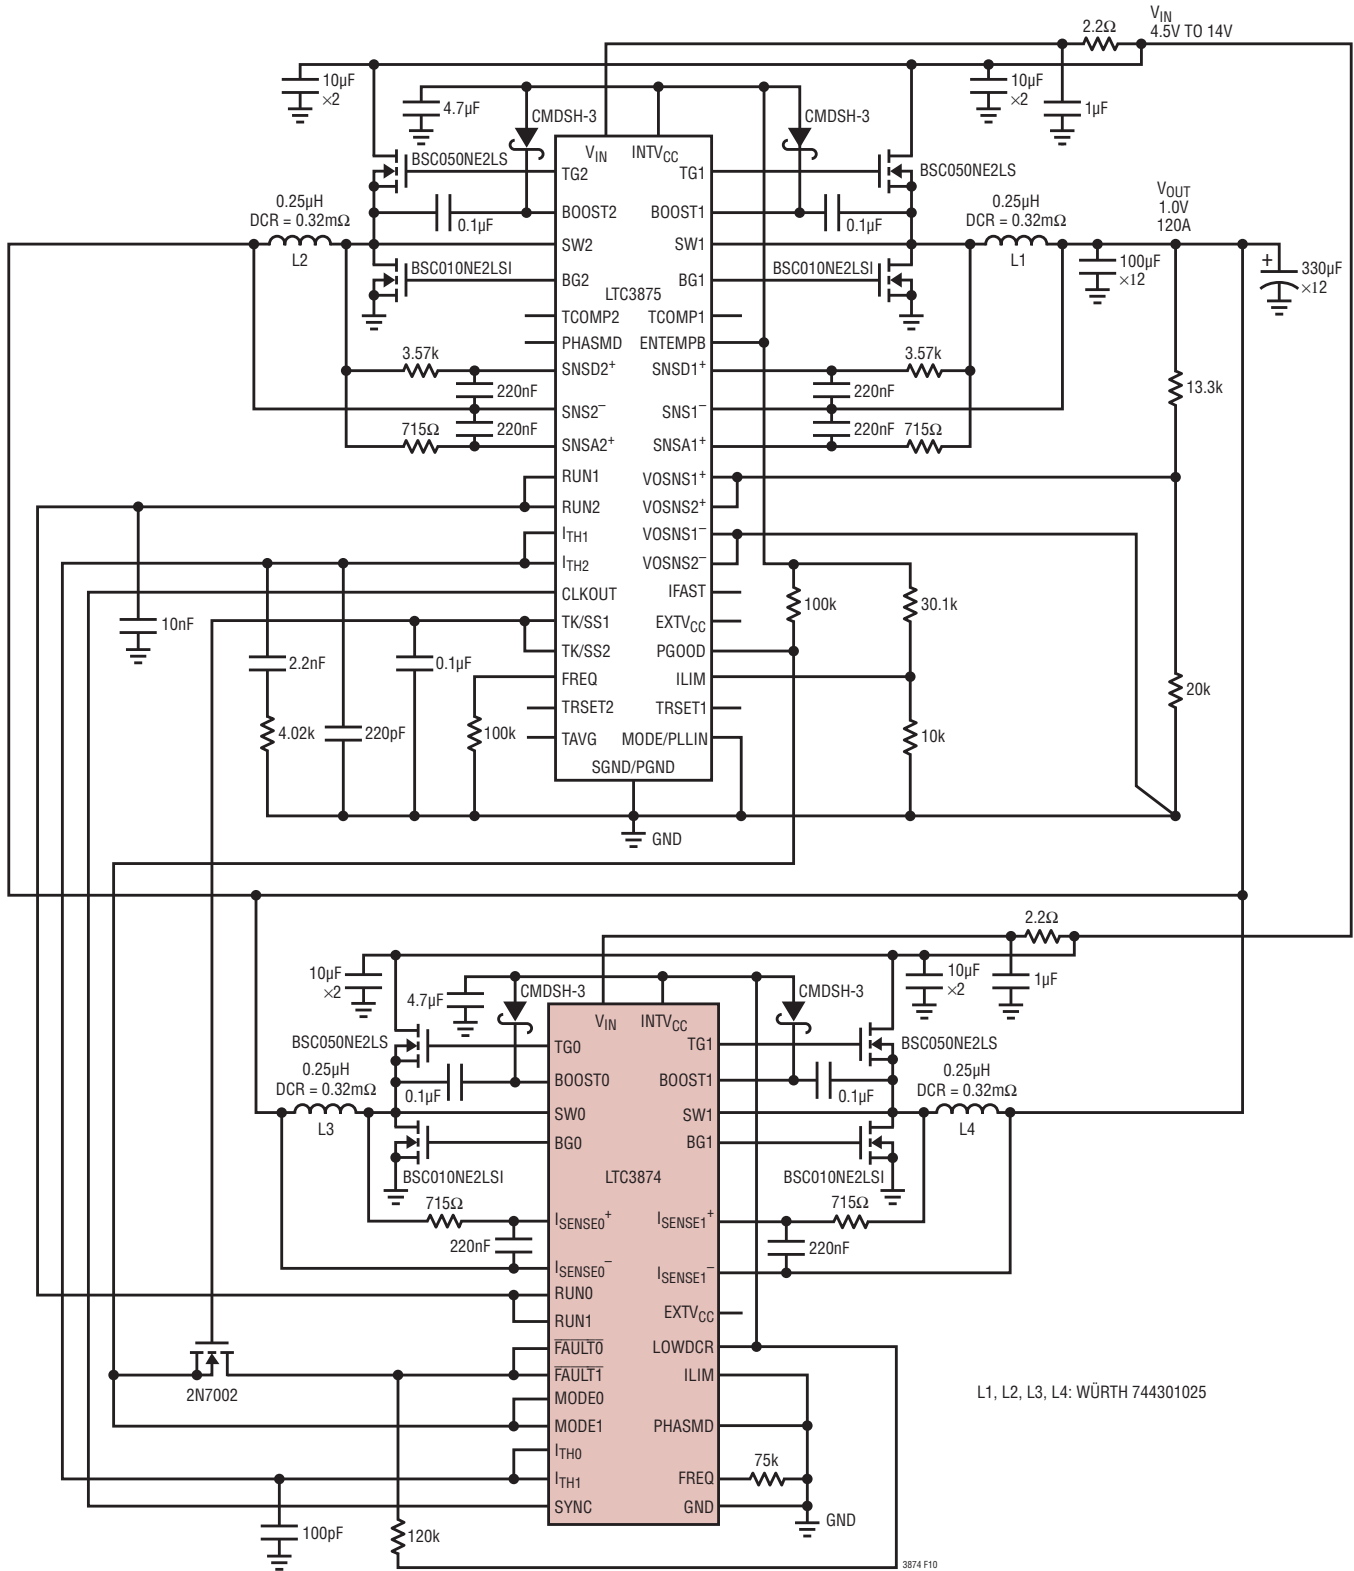 VIN
4.5V TO 14V
2.2Ω
10µF
×2
4.7µF
CMDSH-3
CMDSH-3
10µF
×2
1µF
VIN
INTVCC
BSC050NE2LS
TG2
TG1
BSC050NE2LS
0.25µH
DCR = 0.32mΩ
L2
0.1µF
BOOST2
BOOST1
0.1µF
0.25µH
DCR = 0.32mΩ
L1
VOUT
1.0V
120A
SW2
SW1
BSC010NE2LSI
BG2
BG1
BSC010NE2LSI
100µF
×12
+
330µF
×12
LTC3875
TCOMP2
TCOMP1
PHASMD
ENTEMPB
3.57k
SNSD2+
SNSD1+
3.57k
220nF
220nF
13.3k
SNS2–
SNS1–
715Ω
220nF
220nF
715Ω
SNSA2+
SNSA1+
RUN1
VOSNS1+
RUN2
VOSNS2+
ITH1
VOSNS1–
ITH2
VOSNS2–
CLKOUT
IFAST
100k
30.1k
10nF
TK/SS1
EXTVCC
TK/SS2
PGOOD
2.2nF
0.1µF
FREQ
ILIM
20k
TRSET2
TRSET1
4.02k
220pF
100k
TAVG
MODE/PLLIN
10k
SGND/PGND
GND
2.2Ω
10µF
×2
4.7µF
CMDSH-3
CMDSH-3
10µF
×2
1µF
VIN
INTVCC
BSC050NE2LS
TG0
TG1
BSC050NE2LS
0.25µH
DCR = 0.32mΩ
L3
0.1µF
BOOST0
BOOST1
0.1µF
0.25µH
DCR = 0.32mΩ
L4
SW0
SW1
BG0
BG1
BSC010NE2LSI
LTC3874
BSC010NE2LSI
715Ω
ISENSE0+
ISENSE1+
715Ω
220nF
220nF
ISENSE0–
ISENSE1–
RUN0
EXTVCC
RUN1
FAULT0
LOWDCR
FAULT1
ILIM
2N7002
MODE0
L1, L2, L3, L4: WÜRTH 744301025
MODE1
PHASMD
ITH0
75k
ITH1
FREQ
SYNC
GND
GND
100pF
120k
3874 F10